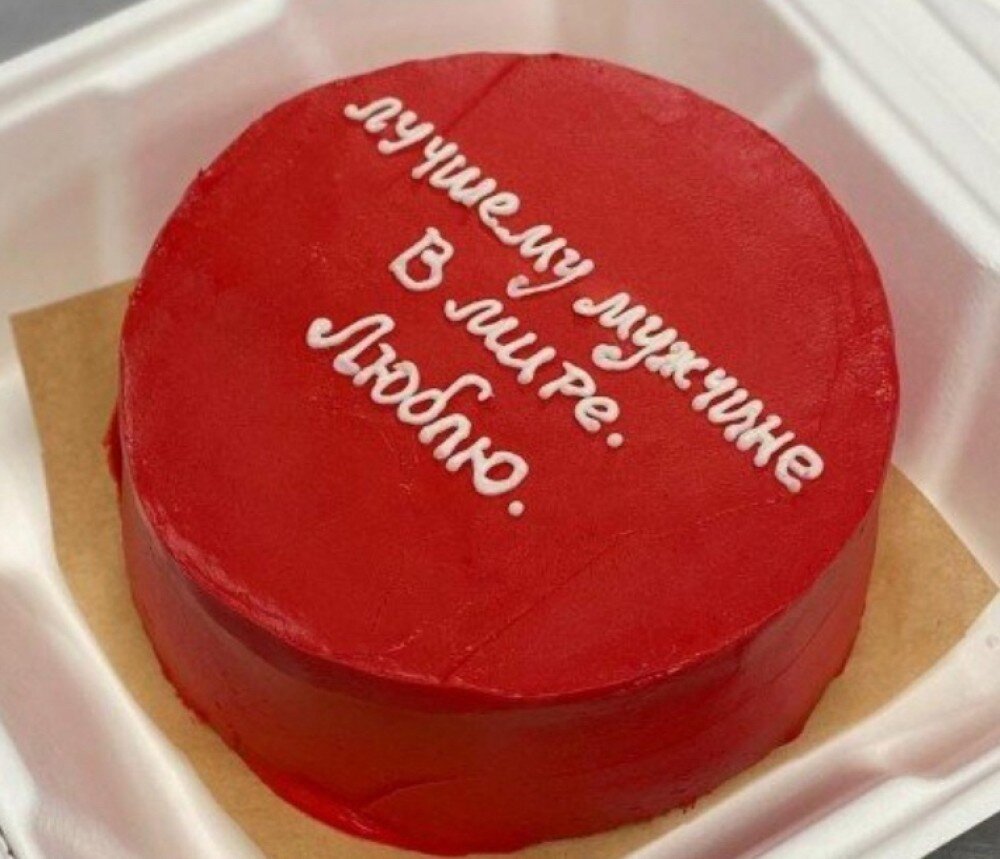 лучшему мужчине
В мире.
Люблю.